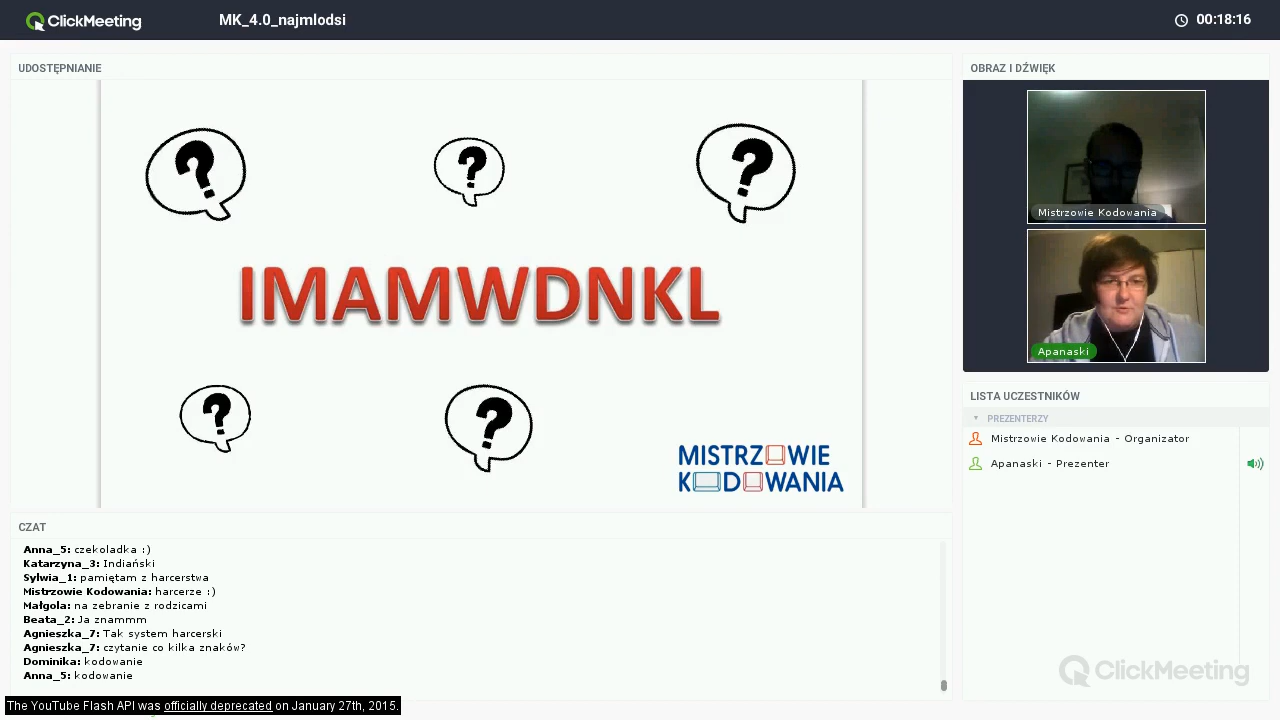 ClickMeeting
MK_4.0_najmlodsi
00:18:16
UDOSTĘPNIANIE
OBRAZ I DŹWIĘK
IMAMWDNKL
MISTRZOWIE
KODOWANIA
Mistrzowie Kodowania
Apanaski
LISTA UCZESTNIKÓW
PREZENTERZY
Mistrzowie Kodowania - Organizator
Apanaski - Prezenter
CZAT
Anna_5: czekoladka :)
Katarzyna_3: Indiański
Sylwia_1: pamiętam z harcerstwa
Mistrzowie Kodowania: harcerze :)
Małgola: na zebranie z rodzicami
Beata_2: Ja znammm
Agnieszka_7: Tak system harcerski
Agnieszka_7: czytanie co kilka znaków?
Dominika: kodowanie
Anna_5: kodowanie
ClickMeeting
The YouTube Flash API was officially deprecated on January 27th, 2015.